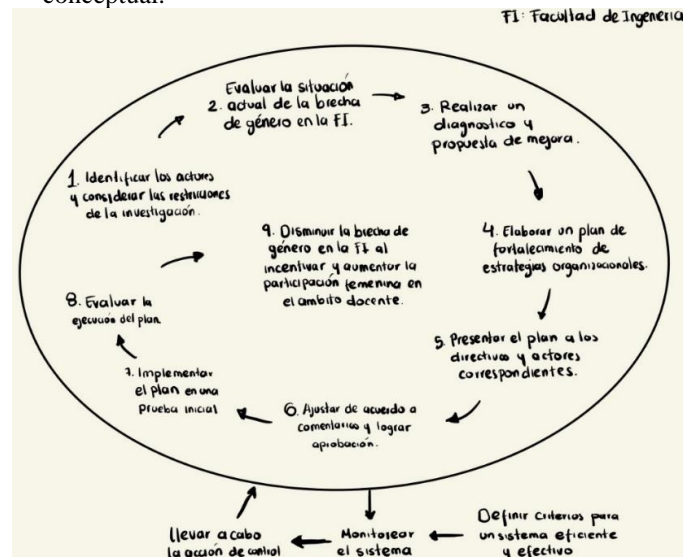 conceptual.
FI: Facultad de Ingenieria
Evaluar la situación
2. actual de la brecha
de género en la FI.
3. Realizar un
diagnostico y
propuesta de mejora.
1. Identificar los actores
y considerar las restricciones
de la investigación.
4. Elaborar un plan de
fortalecimiento de
estrategias organizacionales.
9. Disminuir la brecha de
género en la FI al
incentivar y aumentar la
participación femenina en
el ambito docente.
8. Evaluar la
ejecución del plan.
5. Presentar el plan a los
directivos y actores
correspondientes.
7. Implementar
el plan en una
Prueba inicial
6. Ajustar de acuerdo a
comentarios y lograr
aprobación.
Llevar a cabo
la acción de control
Monitorear
el sistema
Definir criterios para
un sistema eficiente
y efectivo